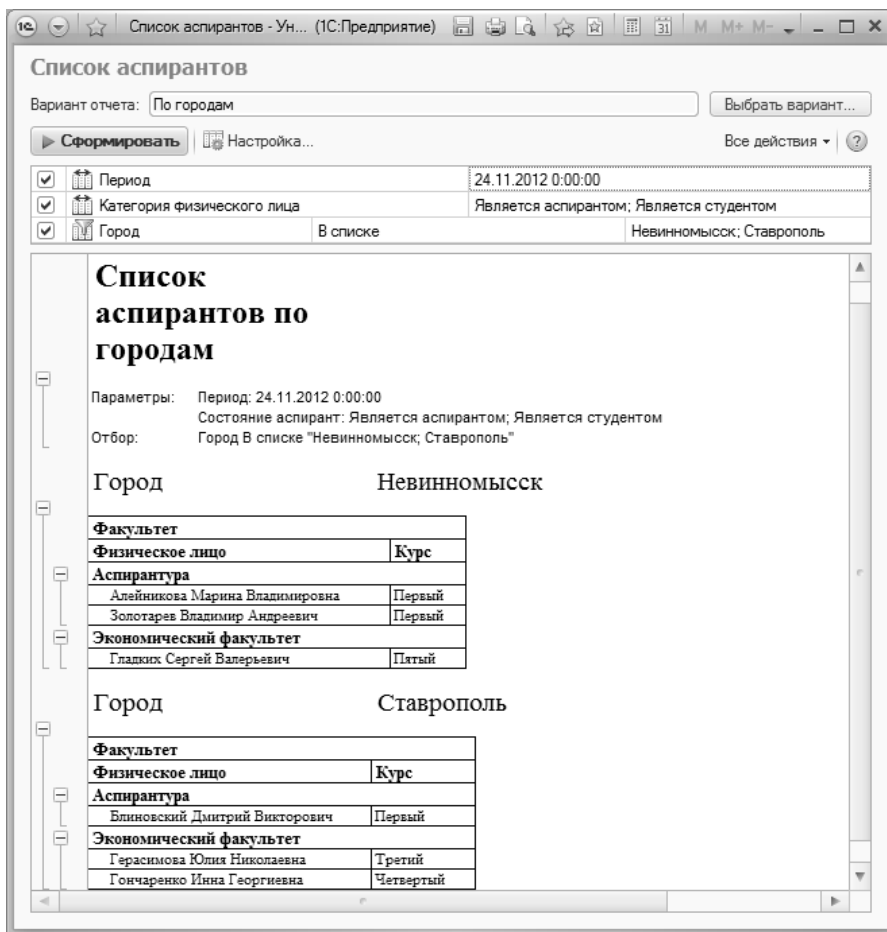 Список аспирантов - Ун... (1С:Предприятие) M M+ M-
Список аспирантов
Вариант отчета: По городам Выбрать вариант...
Сформировать Настройка... Все действия
Период 24.11.2012 0:00:00
Категория физического лица Является аспирантом; Является студентом
Город В списке Невинномысск; Ставрополь
Список
аспирантов по
городам
Параметры: Период: 24.11.2012 0:00:00
Состояние аспирант: Является аспирантом; Является студентом
Отбор: Город В списке "Невинномысск; Ставрополь"
Город Невинномысск
Факультет
Физическое лицо Курс
Аспирантура
Алейникова Марина Владимировна Первый
Золотарев Владимир Андреевич Первый
Экономический факультет
Гладких Сергей Валерьевич Пятый
Город Ставрополь
Факультет
Физическое лицо Курс
Аспирантура
Блиновский Дмитрий Викторович Первый
Экономический факультет
Герасимова Юлия Николаевна Третий
Гончаренко Инна Георгиевна Четвертый